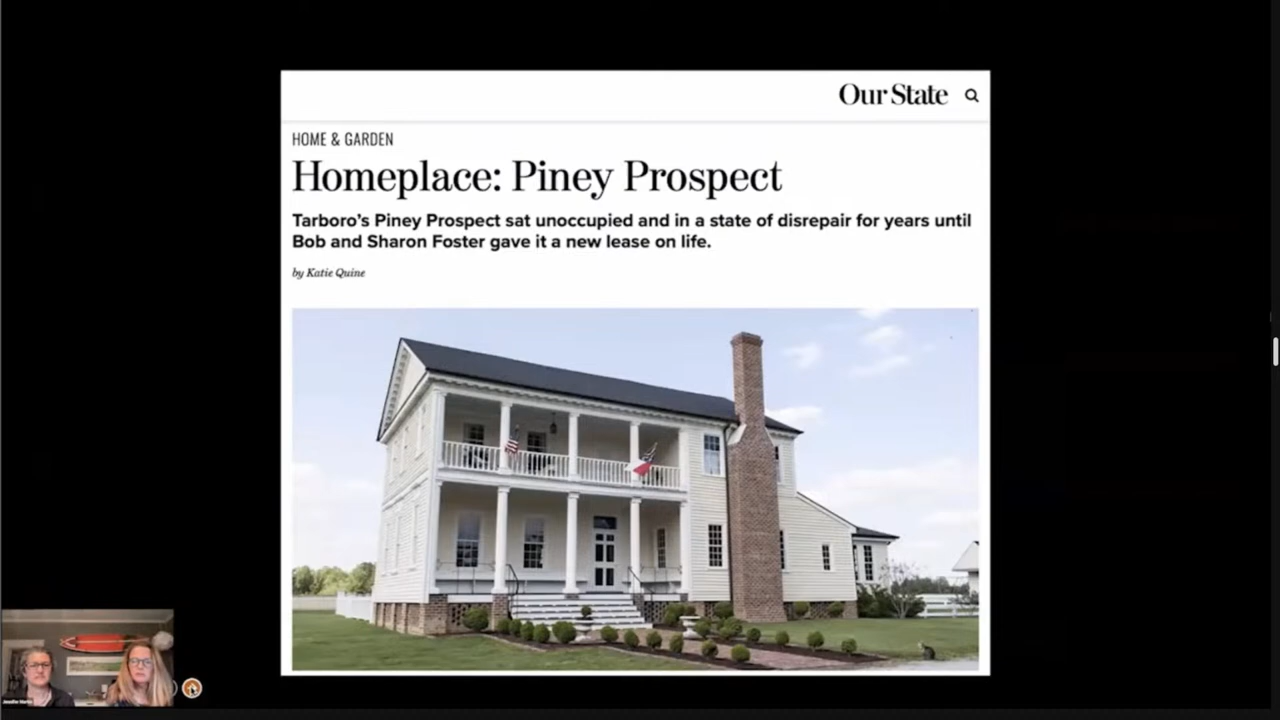 Our State
HOME & GARDEN
Homeplace: Piney Prospect
Tarboro's Piney Prospect sat unoccupied and in a state of disrepair for years until
Bob and Sharon Foster gave it a new lease on life.
by Katie Quine